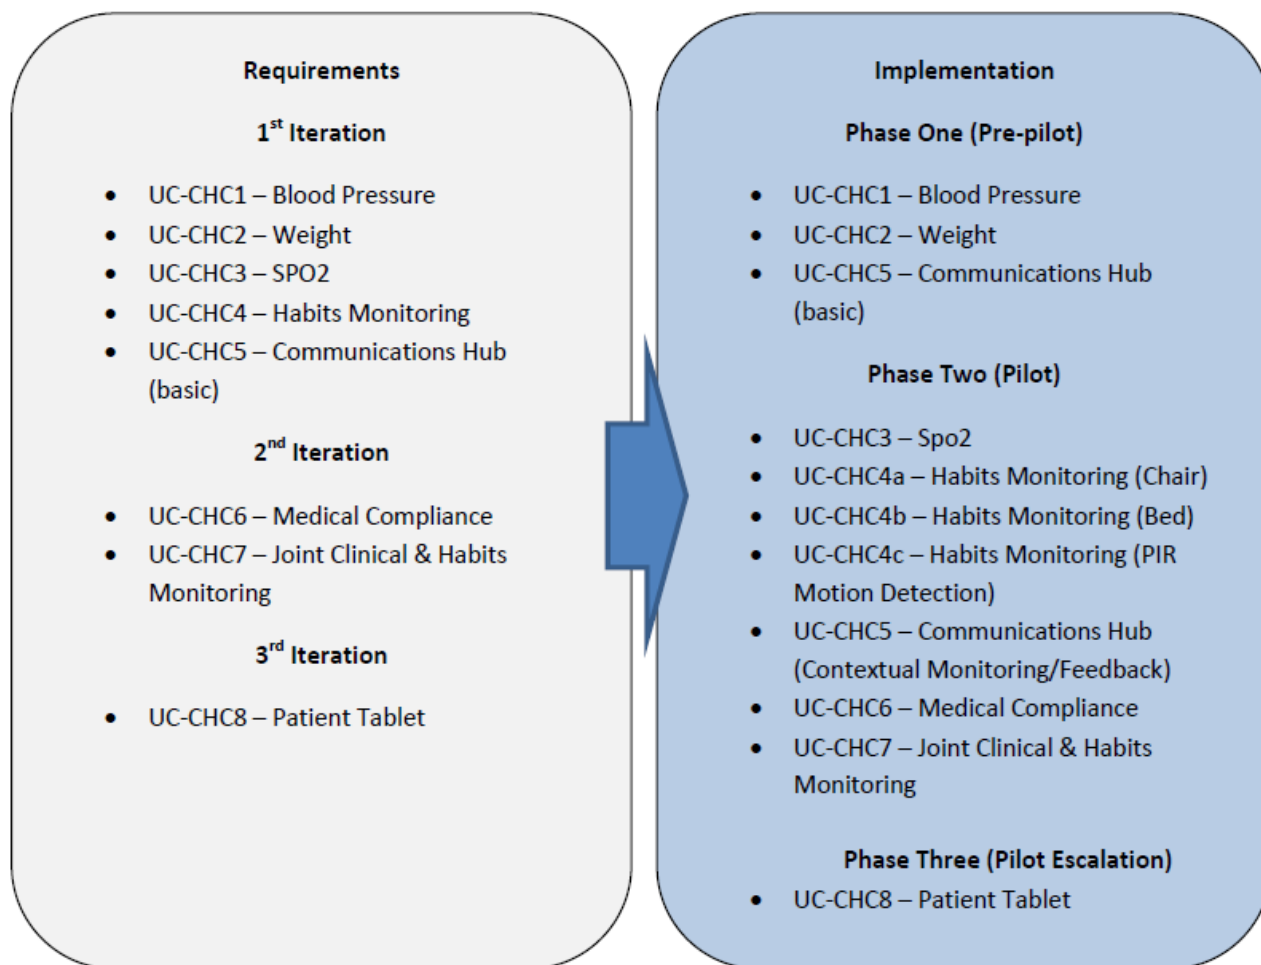 Requirements
1st Iteration
• UC-CHC1 – Blood Pressure
• UC-CHC2 – Weight
• UC-CHC3 – SPO2
• UC-CHC4 – Habits Monitoring
• UC-CHC5 – Communications Hub
(basic)
2nd Iteration
• UC-CHC6 – Medical Compliance
• UC-CHC7 – Joint Clinical & Habits
Monitoring
3rd Iteration
• UC-CHC8 – Patient Tablet
Implementation
Phase One (Pre-pilot)
• UC-CHC1 – Blood Pressure
• UC-CHC2 – Weight
• UC-CHC5 – Communications Hub
(basic)
Phase Two (Pilot)
• UC-CHC3 – Spo2
• UC-CHC4a – Habits Monitoring (Chair)
• UC-CHC4b – Habits Monitoring (Bed)
• UC-CHC4c – Habits Monitoring (PIR
Motion Detection)
• UC-CHC5 – Communications Hub
(Contextual Monitoring/Feedback)
• UC-CHC6 – Medical Compliance
• UC-CHC7 – Joint Clinical & Habits
Monitoring
Phase Three (Pilot Escalation)
• UC-CHC8 – Patient Tablet